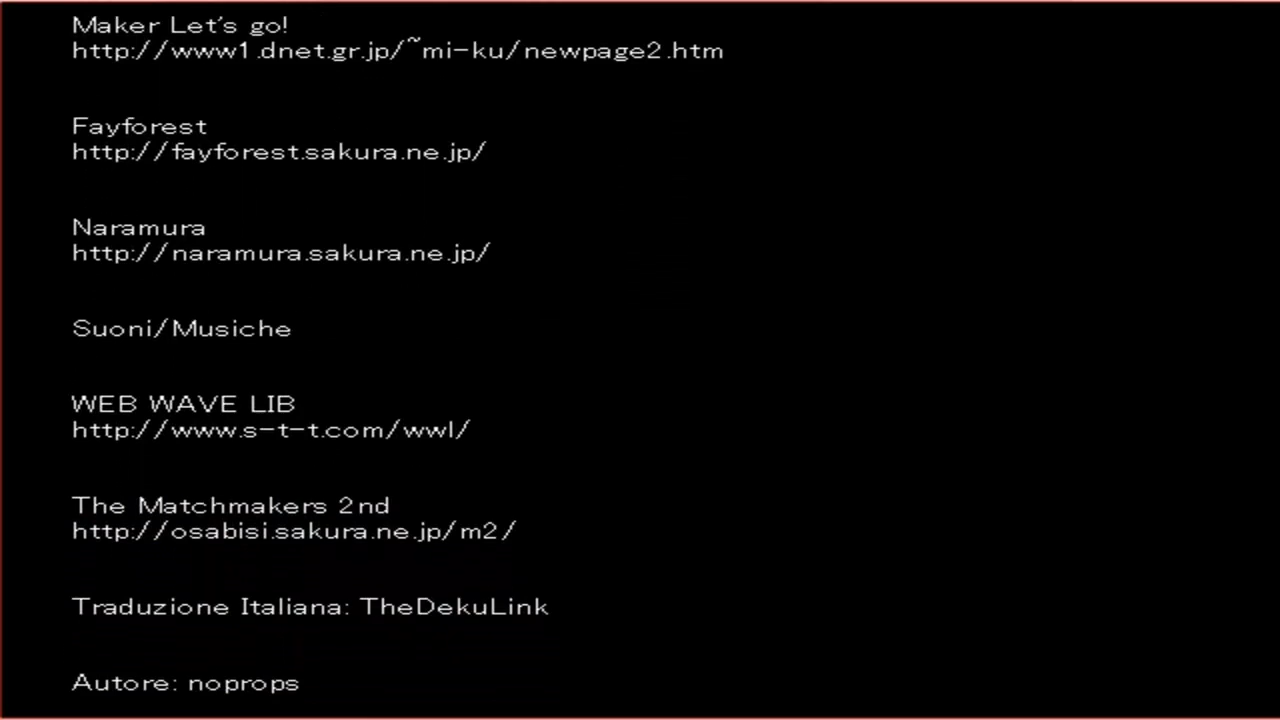 Maker Let's go!
http://www1.dnet.gr.jp/~mi-ku/newpage2.htm
Fayforest
http://fayforest.sakura.ne.jp/
Naramura
http://naramura.sakura.ne.jp/
Suoni/Musiche
WEB WAVE LIB
http://www.s-t-t.com/wwl/
The Matchmakers 2nd
http://osabisi.sakura.ne.jp/m2/
Traduzione Italiana: TheDekuLink
Autore: noprops